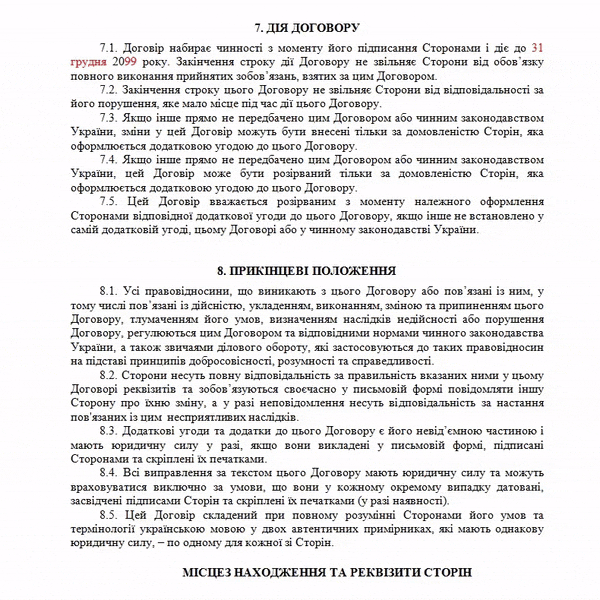 7. ДІЯ ДОГОВОРУ
7.1. Договір набирає чинності з моменту його підписання Сторонами і діє до 31
грудня 2099 року. Закінчення строку дії Договору не звільняє Сторони від обов’язку
повного виконання прийнятих зобов’язань, взятих за цим Договором.
7.2. Закінчення строку цього Договору не звільняє Сторони від відповідальності за
його порушення, яке мало місце під час дії цього Договору.
7.3. Якщо інше прямо не передбачено цим Договором або чинним законодавством
України, зміни у цей Договір можуть бути внесені тільки за домовленістю Сторін, яка
оформлюється додатковою угодою до цього Договору.
7.4. Якщо інше прямо не передбачено цим Договором або чинним законодавством
України, цей Договір може бути розірваний тільки за домовленістю Сторін, яка
оформлюється додатковою угодою до цього Договору.
7.5. Цей Договір вважається розірваним з моменту належного оформлення
Сторонами відповідної додаткової угоди до цього Договору, якщо інше не встановлено у
самій додатковій угоді, цьому Договорі або у чинному законодавстві України.
8. ПРИКІНЦЕВІ ПОЛОЖЕННЯ
8.1. Усі правовідносини, що виникають з цього Договору або пов’язані із ним, у
тому числі пов’язані із дійсністю, укладенням, виконанням, зміною та припиненням цього
Договору, тлумаченням його умов, визначенням наслідків недійсності або порушення
Договору, регулюються цим Договором та відповідними нормами чинного законодавства
України, а також звичаями ділового обороту, які застосовуються до таких правовідносин
на підставі принципів добросовісності, розумності та справедливості.
8.2. Сторони несуть повну відповідальність за правильність вказаних ними у цьому
Договорі реквізитів та зобов’язуються своєчасно у письмовій формі повідомляти іншу
Сторону про їхню зміну, а у разі неповідомлення несуть відповідальність за настання
пов'язаних із цим несприятливих наслідків.
8.3. Додаткові угоди та додатки до цього Договору є його невід’ємною частиною і
мають юридичну силу у разі, якщо вони викладені у письмовій формі, підписані
Сторонами та скріплені їх печатками.
8.4. Всі виправлення за текстом цього Договору мають юридичну силу та можуть
враховуватися виключно за умови, що вони у кожному окремому випадку датовані,
засвідчені підписами Сторін та скріплені їх печатками (у разі наявності).
8.5. Цей Договір складений при повному розумінні Сторонами його умов та
термінології українською мовою у двох автентичних примірниках, які мають однакову
юридичну силу, – по одному для кожної зі Сторін.
МІСЦЕЗ НАХОДЖЕННЯ ТА РЕКВІЗИТИ СТОРІН